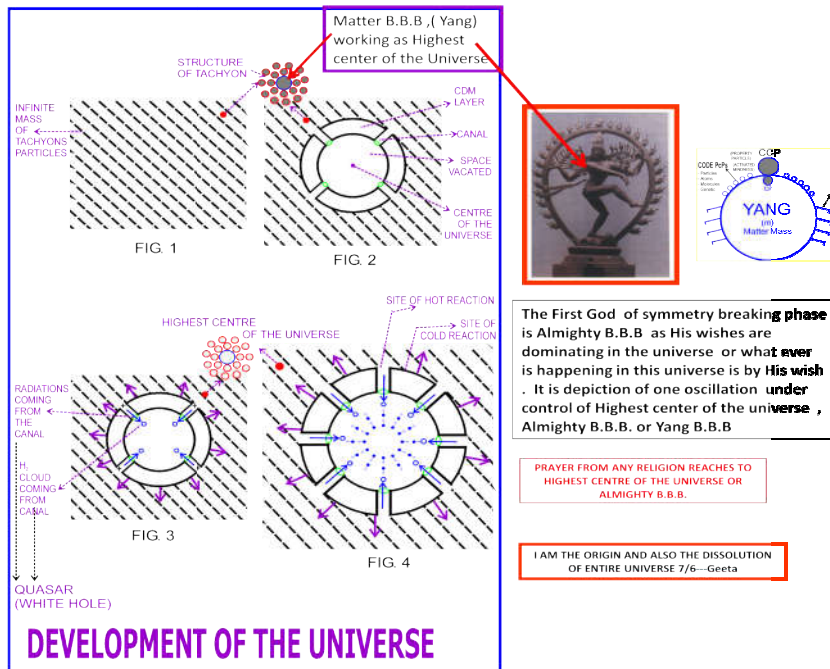 Matter B.B.B ,( Yang)
working as Highest
center of the Universe
STRUCTURE
OF TACHYON
INFINITE
MASS
OF
TACHYONS
PARTICLES
CDM
LAYER
CANAL
SPACE
VACATED
CENTRE
OF THE
UNIVERSE
FIG. 1
FIG. 2
CODE PcPs
Particles
Atoms
(PROPERTY
PARTICLE)
(ACTIVATED
CCP
YANG
(m)
Matter Mass
HIGHEST CENTRE
OF THE UNIVERSE
SITE OF HOT REACTION
SITE OF
COLD REACTION
RADIATIONS
COMING
FROM
THE
CANAL
H,
CLOUD
COMING
FROM
CANAL
FIG. 3
FIG. 4
QUASAR
(WHITE HOLE)
DEVELOPMENT OF THE UNIVERSE
The First God of symmetry breaking phase
is Almighty B.B.B as His wishes are
dominating in the universe or what ever
is happening in this universe is by His wish
. It is depiction of one oscillation under
control of Highest center of the universe ,
Almighty B.B.B. or Yang B.B.B
PRAYER FROM ANY RELIGION REACHES TO
HIGHEST CENTRE OF THE UNIVERSE OR
ALMIGHTY B.B.B.
I AM THE ORIGIN AND ALSO THE DISSOLUTION
OF ENTIRE UNIVERSE 7/6---Geeta